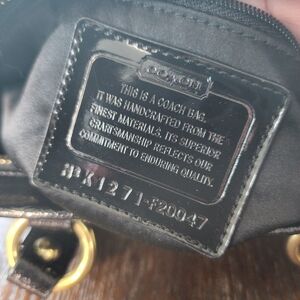 COACH
THIS IS A COACH BAG.
IT WAS HANDCRAFTED FROM THE
FINEST MATERIALS. ITS SUPERIOR
CRAFTSMANSHIP REFLECTS OUR
COMMITMENT TO ENDURING QUALITY.
K1271-F20047